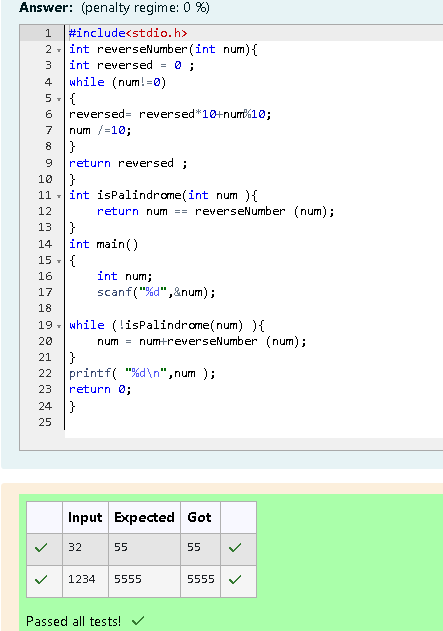 Answer: (penalty regime: 0 %)
1 #include<stdio.h>
2 int reverseNumber(int num){
3 int reversed = 0 ;
4 while (num!=0)
5 {
6 reversed= reversed*10+num%10;
7 num /=10;
8 }
9 return reversed ;
10 }
11 int isPalindrome(int num ){
12     return num == reverseNumber (num);
13 }
14 int main()
15 {
16     int num;
17     scanf("%d",&num);
18
19 while (!isPalindrome(num) ){
20     num = num+reverseNumber (num);
21 }
22 printf( "%d\n",num );
23 return 0;
24 }
25
Input Expected Got
32 55 55
1234 5555 5555
Passed all tests!